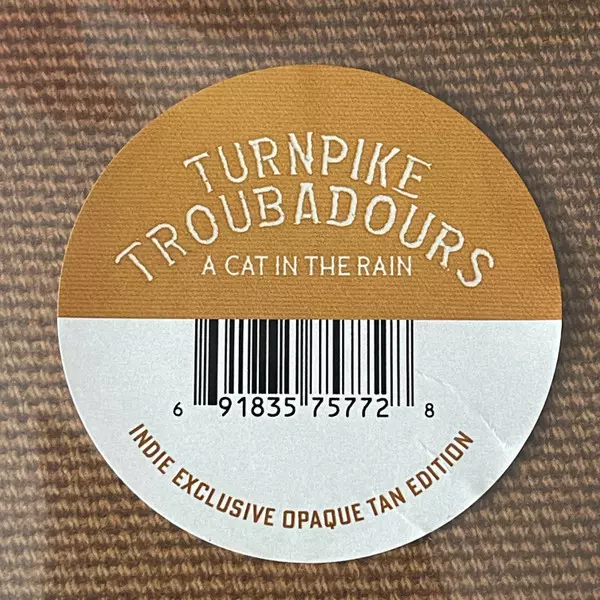 TURNPIKE
TROUBADOURS
A CAT IN THE RAIN
6 91835 75772 8
INDIE EXCLUSIVE OPAQUE TAN EDITION